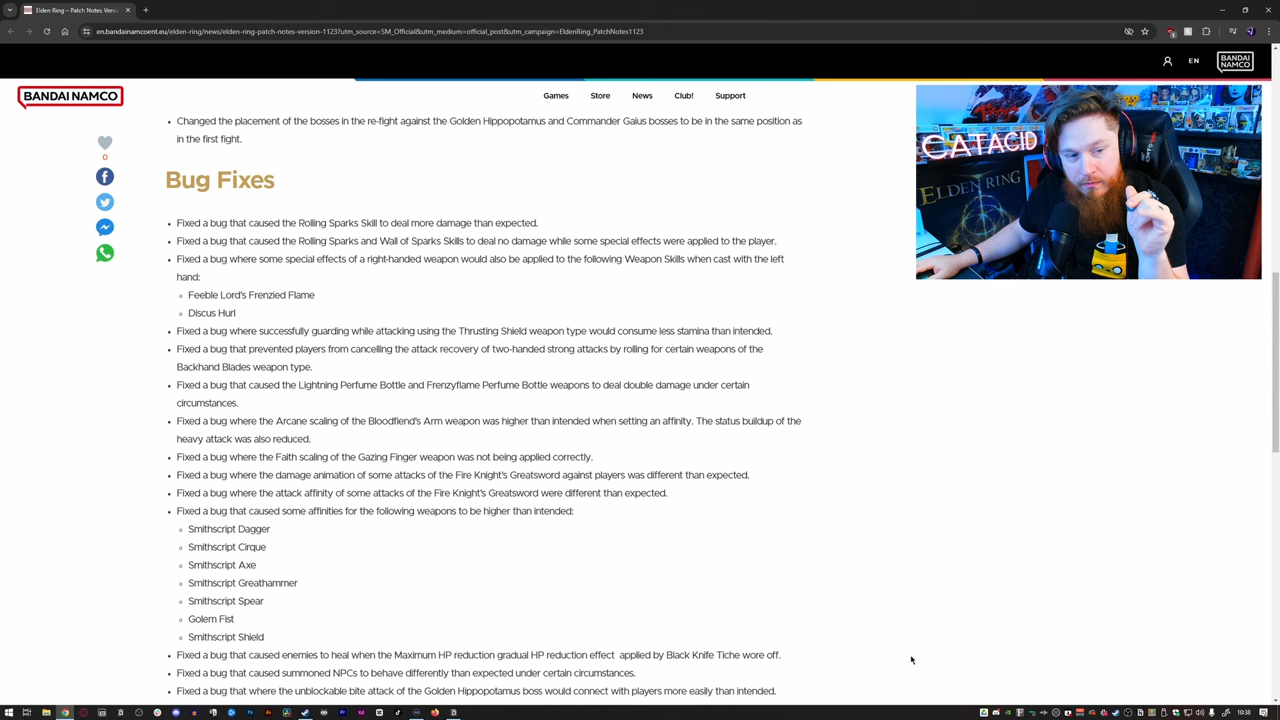 Elden Ring – Patch Notes Versi
en.bandainamcoent.eu/elden-ring/news/elden-ring-patch-notes-version-1123?utm_source=SM_Official&utm_medium=official_post&utm_campaign=EldenRing_PatchNotes1123
EN
BANDAI
NAMCO
BANDAI NAMCO
Games
Store
News
Club!
Support
• Changed the placement of the bosses in the re-fight against the Golden Hippopotamus and Commander Gaius bosses to be in the same position as
in the first fight.
CATACID
ELDEN RING
0
Bug Fixes
• Fixed a bug that caused the Rolling Sparks Skill to deal more damage than expected.
• Fixed a bug that caused the Rolling Sparks and Wall of Sparks Skills to deal no damage while some special effects were applied to the player.
• Fixed a bug where some special effects of a right-handed weapon would also be applied to the following Weapon Skills when cast with the left
hand:
Feeble Lord's Frenzied Flame
Discus Hurl
• Fixed a bug where successfully guarding while attacking using the Thrusting Shield weapon type would consume less stamina than intended.
• Fixed a bug that prevented players from cancelling the attack recovery of two-handed strong attacks by rolling for certain weapons of the
Backhand Blades weapon type.
• Fixed a bug that caused the Lightning Perfume Bottle and Frenzyflame Perfume Bottle weapons to deal double damage under certain
circumstances.
• Fixed a bug where the Arcane scaling of the Bloodfiend's Arm weapon was higher than intended when setting an affinity. The status buildup of the
heavy attack was also reduced.
• Fixed a bug where the Faith scaling of the Gazing Finger weapon was not being applied correctly.
• Fixed a bug where the damage animation of some attacks of the Fire Knight's Greatsword against players was different than expected.
• Fixed a bug where the attack affinity of some attacks of the Fire Knight's Greatsword were different than expected.
• Fixed a bug that caused some affinities for the following weapons to be higher than intended:
Smithscript Dagger
Smithscript Cirque
Smithscript Axe
Smithscript Greathammer
Smithscript Spear
Golem Fist
Smithscript Shield
• Fixed a bug that caused enemies to heal when the Maximum HP reduction gradual HP reduction effect applied by Black Knife Tiche wore off.
• Fixed a bug that caused summoned NPCs to behave differently than expected under certain circumstances.
• Fixed a bug that where the unblockable bite attack of the Golden Hippopotamus boss would connect with players more easily than intended.
10:38